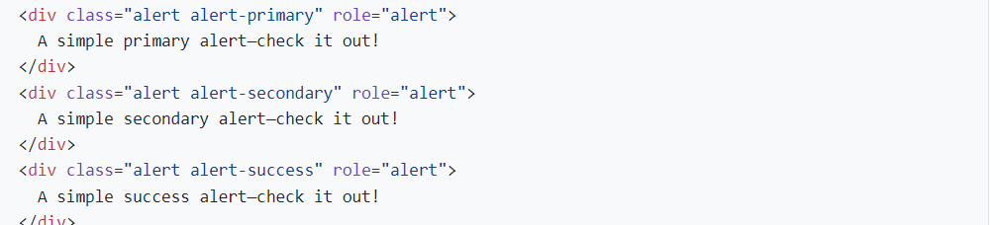 <div class="alert alert-primary" role="alert">
  A simple primary alert—check it out!
</div>
<div class="alert alert-secondary" role="alert">
  A simple secondary alert—check it out!
</div>
<div class="alert alert-success" role="alert">
  A simple success alert—check it out!
</div>